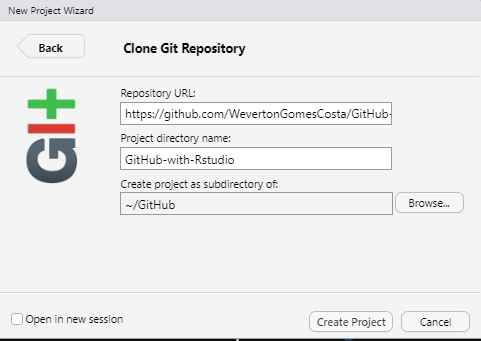 New Project Wizard
Back
Clone Git Repository
Repository URL:
https://github.com/WevertonGomesCosta/GitHub-
Project directory name:
GitHub-with-Rstudio
Create project as subdirectory of:
~/GitHub
Browse...
Open in new session
Create Project
Cancel